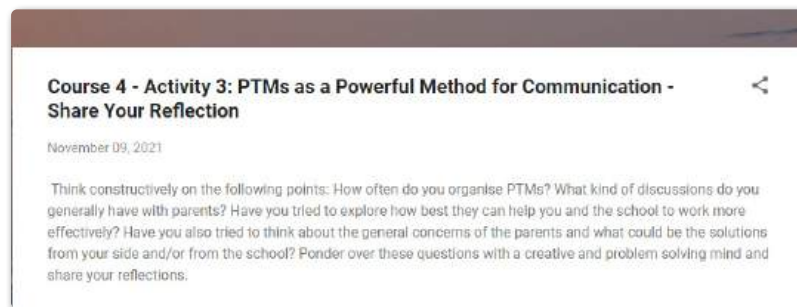 Course 4 - Activity 3: PTMs as a Powerful Method for Communication -
Share Your Reflection
November 09, 2021
Think constructively on the following points: How often do you organise PTMs? What kind of discussions do you
generally have with parents? Have you tried to explore how best they can help you and the school to work more
effectively? Have you also tried to think about the general concerns of the parents and what could be the solutions
from your side and/or from the school? Ponder over these questions with a creative and problem solving mind and
share your reflections.